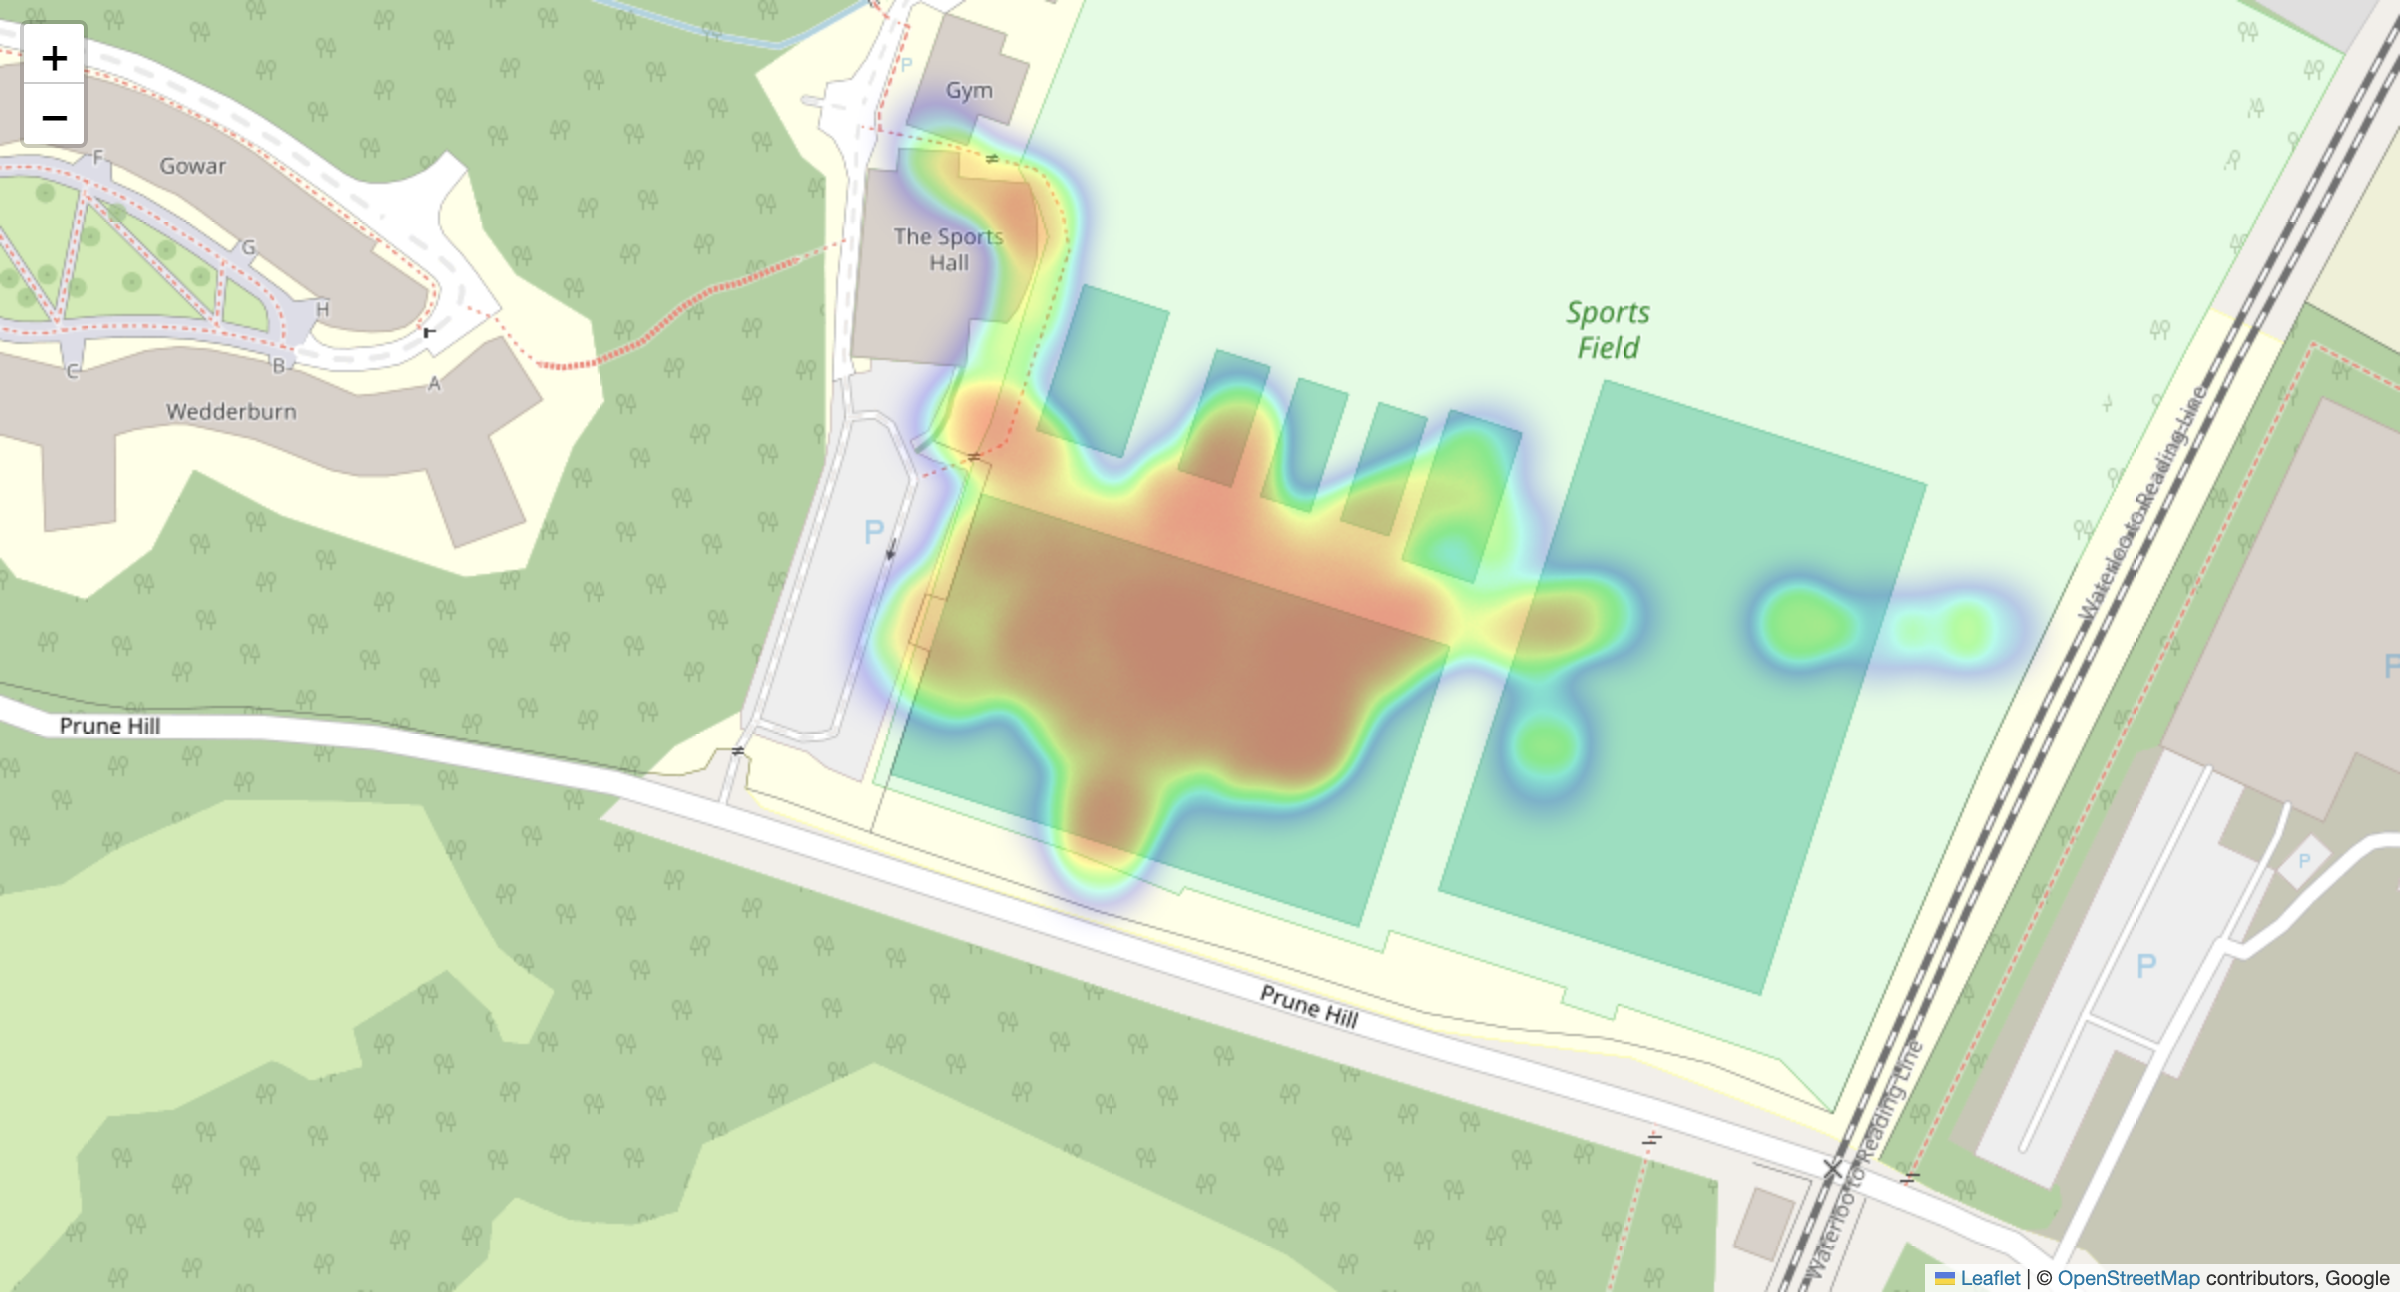 +
−
P
Gym
F
Gowar
The Sports
Hall
G
H
Sports
Field
B
C
A
Wedderburn
P
Waterloo to Reading Line
P
Prune Hill
P
P
Prune Hill
Waterloo to Reading Line
Leaflet | © OpenStreetMap contributors, Google